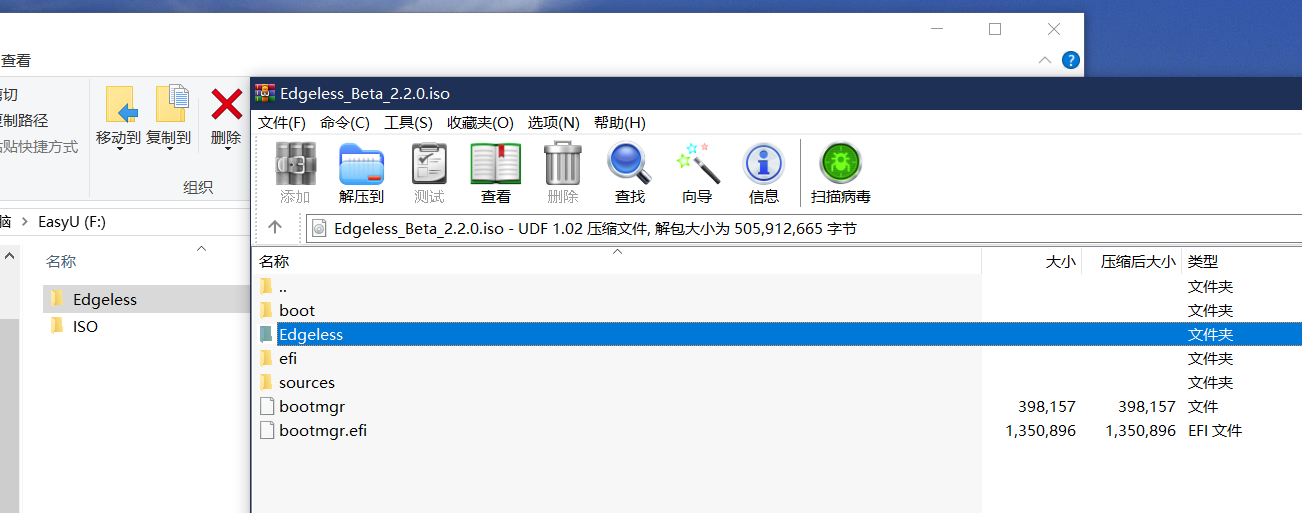 查看
?
Edgeless_Beta_2.2.0.iso
剪切
复制路径
粘贴快捷方式
移动到 复制到 删除
组织
文件(F) 命令(C) 工具(S) 收藏夹(O) 选项(N) 帮助(H)
添加 解压到 测试 查看 删除 查找 向导 信息 扫描病毒
脑 > EasyU (F:)
Edgeless_Beta_2.2.0.iso - UDF 1.02 压缩文件, 解包大小为 505,912,665 字节
名称
Edgeless
ISO
名称 大小 压缩后大小 类型
.. 文件夹
boot 文件夹
Edgeless 文件夹
efi 文件夹
sources 文件夹
bootmgr 398,157 398,157 文件
bootmgr.efi 1,350,896 1,350,896 EFI 文件